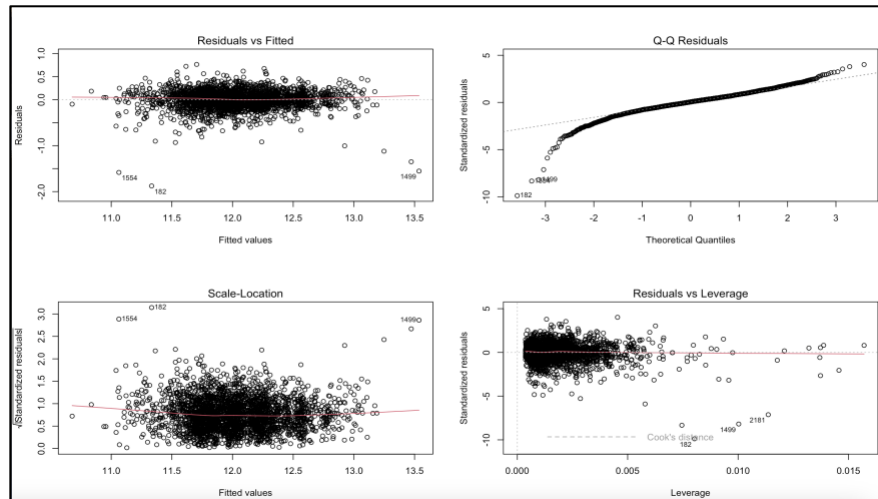 Residuals vs Fitted
Residuals
1.0
0.5
0.0
-1.0
-2.0
1554
182
1499
11.0 11.5 12.0 12.5 13.0 13.5
Fitted values
Q-Q Residuals
Standardized residuals
5
0
-5
-10
1499
182
-3 -2 -1 0 1 2 3
Theoretical Quantiles
Scale-Location
√|Standardized residuals|
3.0
2.5
2.0
1.5
1.0
0.5
0.0
1554
182
1499
11.0 11.5 12.0 12.5 13.0 13.5
Fitted values
Residuals vs Leverage
Standardized residuals
5
0
-5
-10
Cook's distance
182
1499
2181
0.000 0.005 0.010 0.015
Leverage